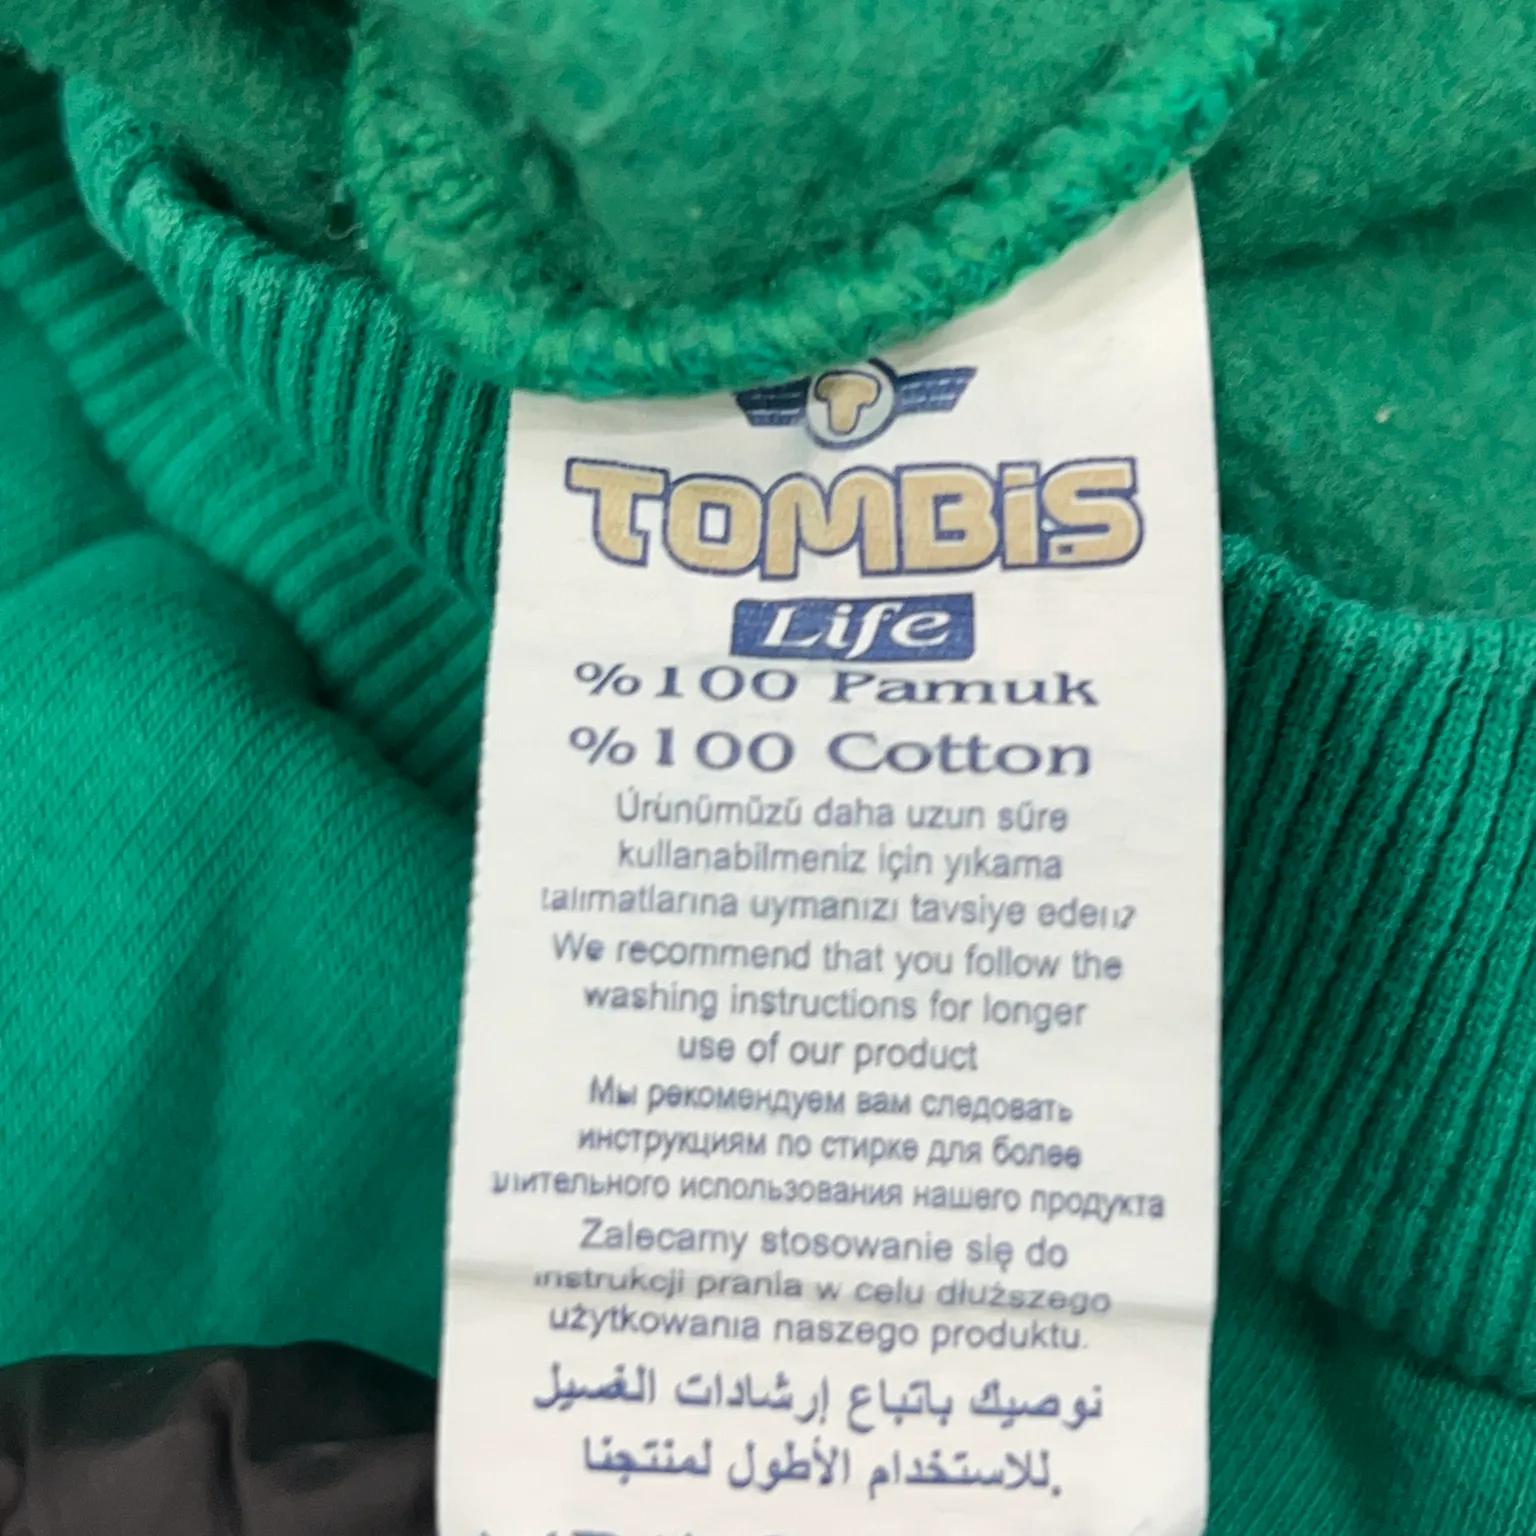 T
TOMBİS
Life
%100 Pamuk
%100 Cotton
Ürünümüzü daha uzun süre
kullanabilmeniz için yıkama
talimatlarına uymanızı tavsiye ederiz
We recommend that you follow the
washing instructions for longer
use of our product
Мы рекомендуем вам следовать
инструкциям по стирке для более
длительного использования нашего продукта
Zalecamy stosowanie się do
instrukcji prania w celu dłuższego
użytkowania naszego produktu.
نوصيك باتباع إرشادات الغسيل
للاستخدام الأطول لمنتجنا.